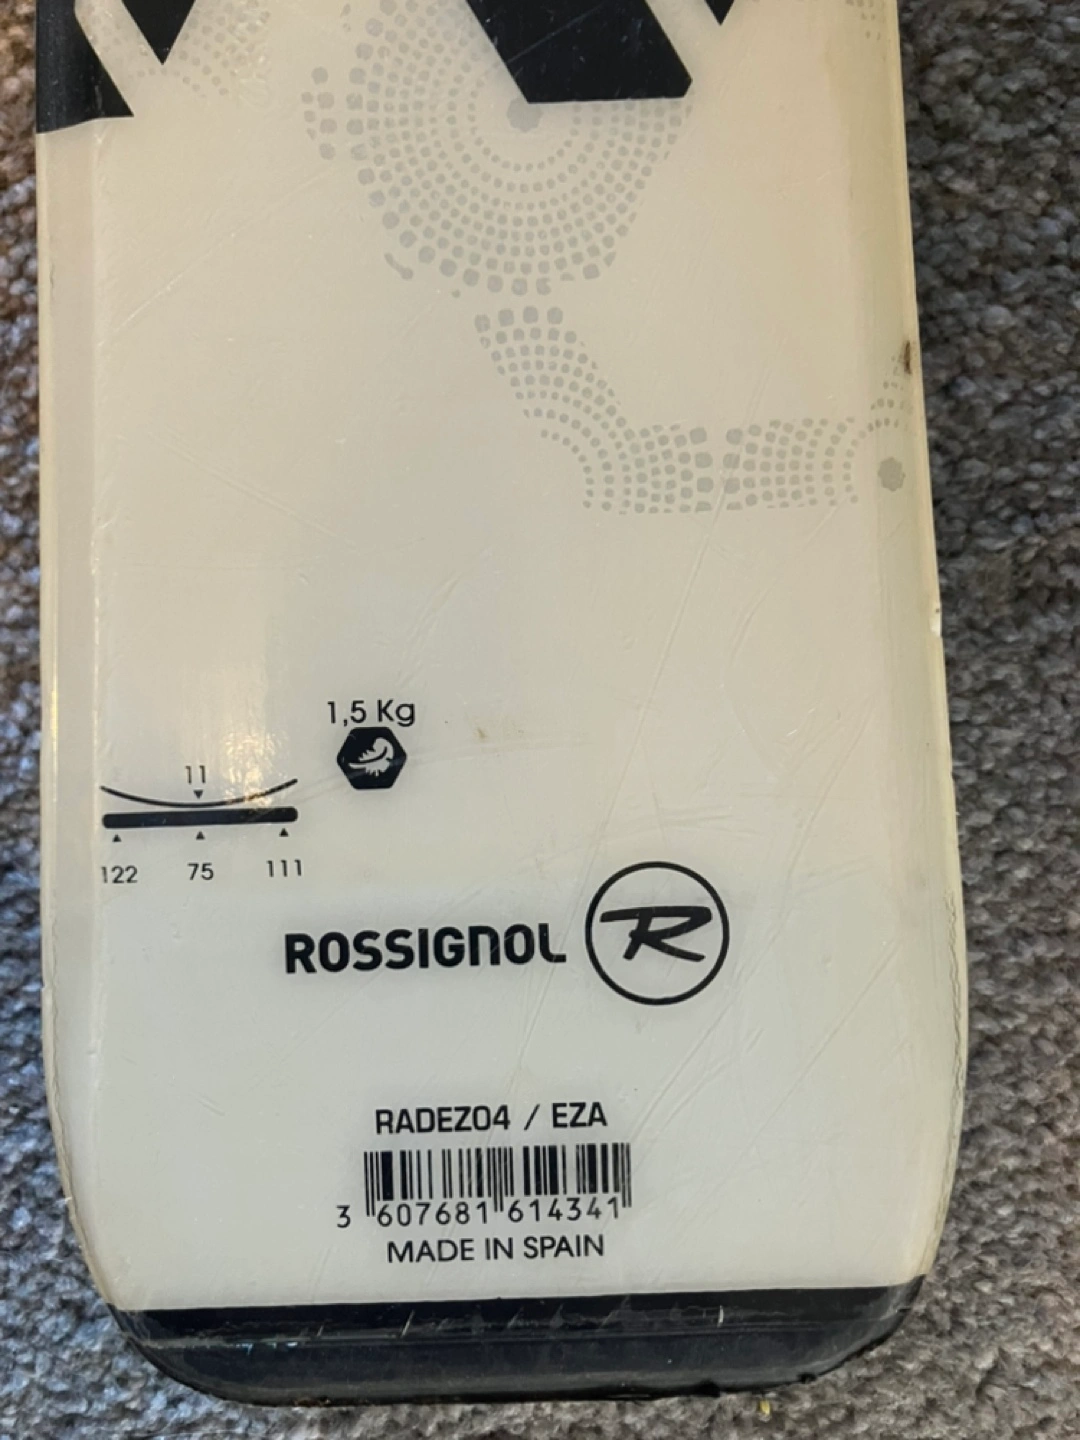 1,5 Kg
11
122 75 111
ROSSIGNOL R
RADEZ04 / EZA
3 607681 614341
MADE IN SPAIN